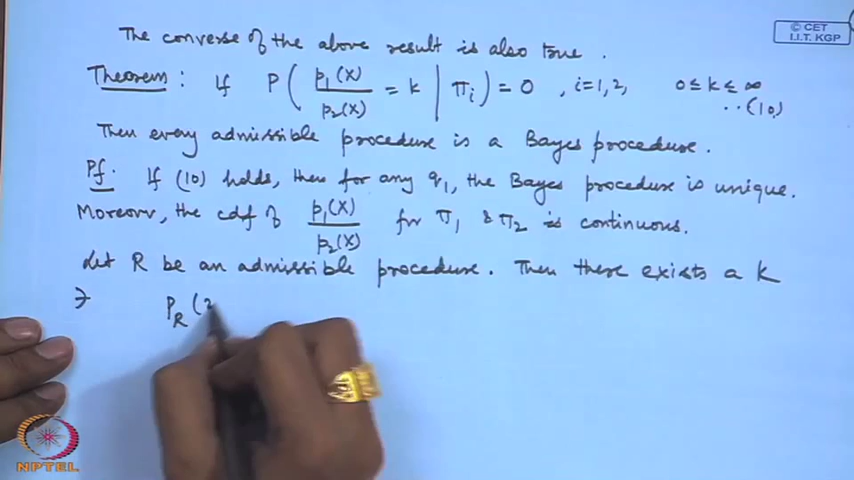 The converse of the above result is also true.
© CET
I.I.T. KGP
Theorem: If P( p₁(X) / p₂(X) = k | Π_i ) = 0, i=1,2, 0 ≤ k ≤ ∞
..(10)
Then every admissible procedure is a Bayes procedure.
Pf. If (10) holds, then for any q₁, the Bayes procedure is unique.
Moreover, the cdf of p₁(X) / p₂(X) for Π₁ & Π₂ is continuous.
Let R be an admissible procedure. Then there exists a k
∋ P_R (2
NPTEL